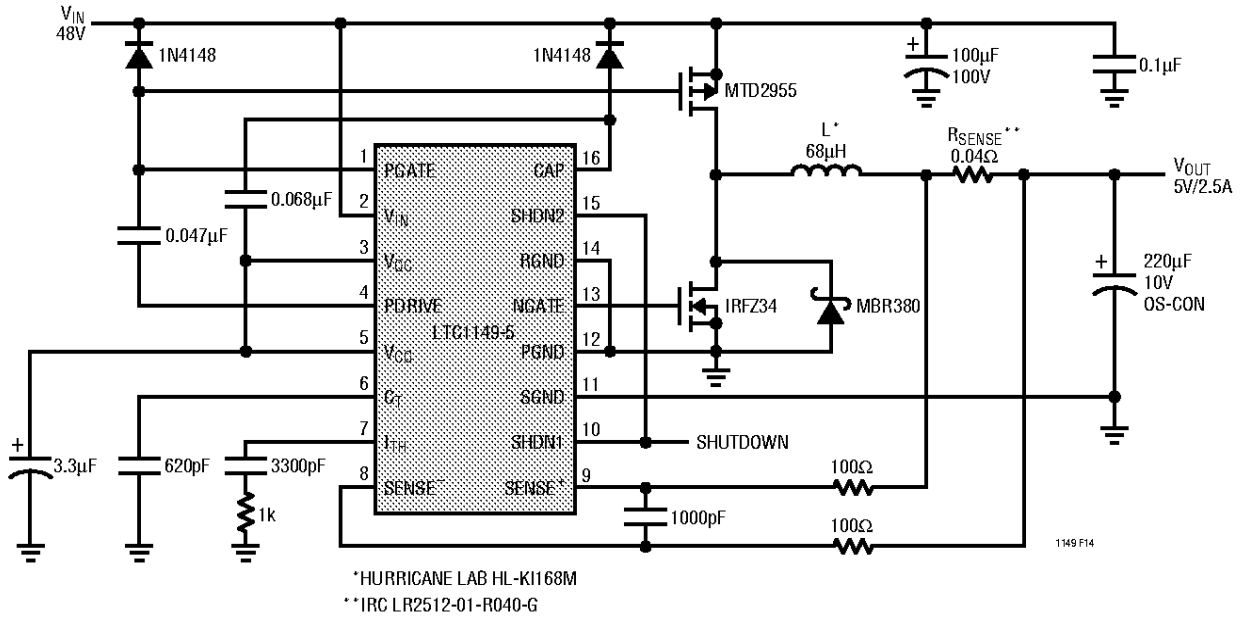 VIN
48V
1N4148
1N4148
+
100µF
100V
0.1µF
MTD2955
L*
68µH
RSENSE**
0.04Ω
VOUT
5V/2.5A
1
PGATE
CAP
16
0.068µF
2
VIN
SHDN2
15
0.047µF
3
VCC
RGND
14
+
220µF
10V
OS-CON
4
PDRIVE
NGATE
13
IRFZ34
MBR380
LTC1149-5
5
VCC
PGND
12
6
CT
SGND
11
7
ITH
SHDN1
10
SHUTDOWN
+
3.3µF
620pF
3300pF
8
SENSE−
SENSE+
9
100Ω
1k
1000pF
100Ω
1149 F14
*HURRICANE LAB HL-KI168M
**IRC LR2512-01-R040-G